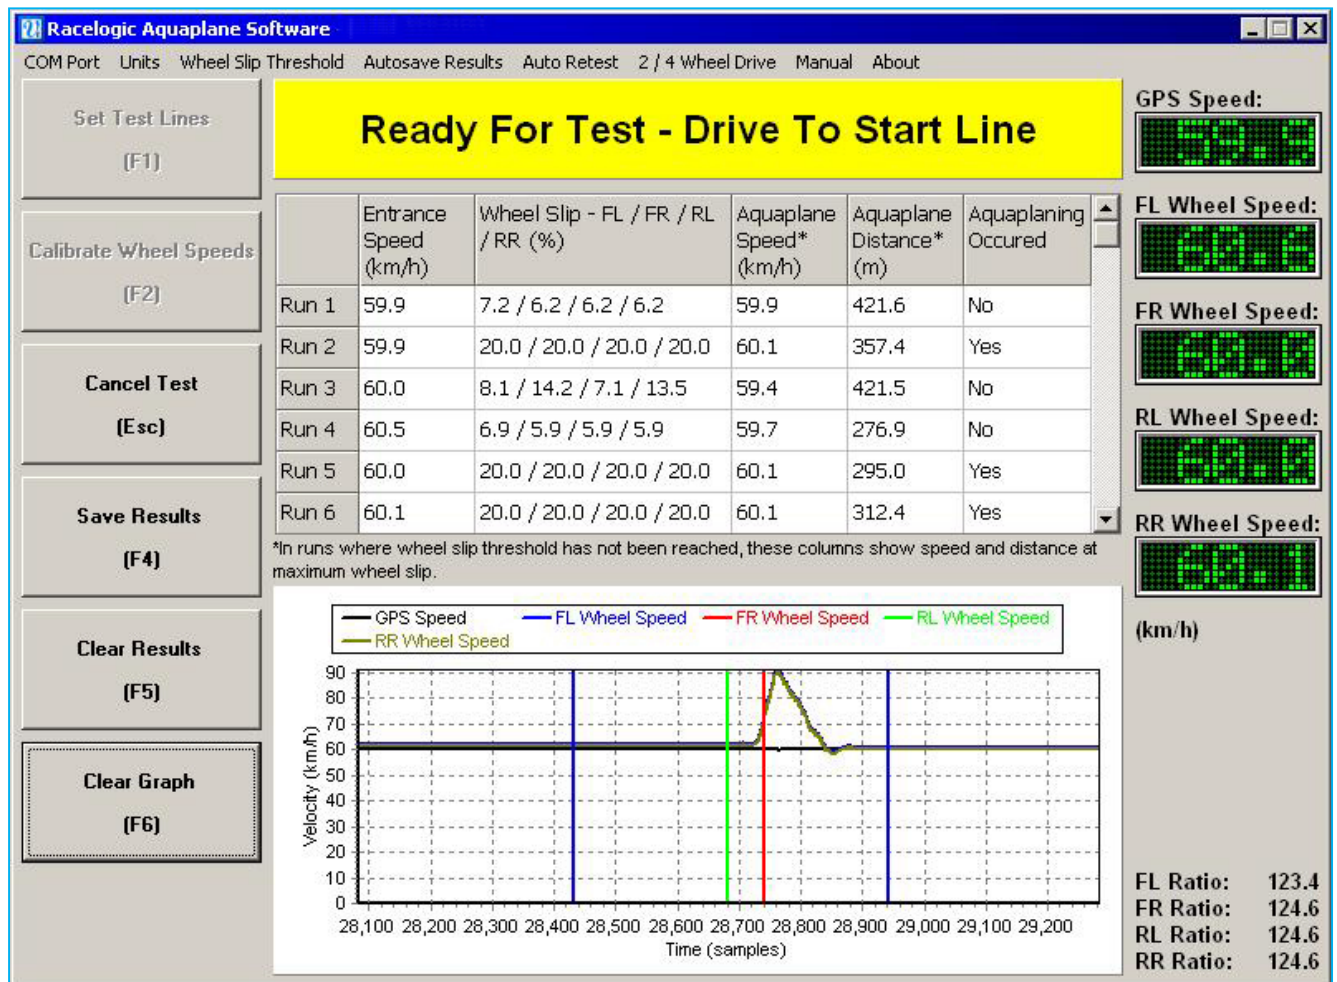 Racelogic Aquaplane Software
COM Port Units Wheel Slip Threshold Autosave Results Auto Retest 2 / 4 Wheel Drive Manual About
Set Test Lines
(F1)
Calibrate Wheel Speeds
(F2)
Cancel Test
(Esc)
Save Results
(F4)
Clear Results
(F5)
Clear Graph
(F6)
Ready For Test - Drive To Start Line
Entrance Speed (km/h) Wheel Slip - FL / FR / RL / RR (%) Aquaplane Speed* (km/h) Aquaplane Distance* (m) Aquaplaning Occured
Run 1 59.9 7.2 / 6.2 / 6.2 / 6.2 59.9 421.6 No
Run 2 59.9 20.0 / 20.0 / 20.0 / 20.0 60.1 357.4 Yes
Run 3 60.0 8.1 / 14.2 / 7.1 / 13.5 59.4 421.5 No
Run 4 60.5 6.9 / 5.9 / 5.9 / 5.9 59.7 276.9 No
Run 5 60.0 20.0 / 20.0 / 20.0 / 20.0 60.1 295.0 Yes
Run 6 60.1 20.0 / 20.0 / 20.0 / 20.0 60.1 312.4 Yes
*In runs where wheel slip threshold has not been reached, these columns show speed and distance at
maximum wheel slip.
GPS Speed FL Wheel Speed FR Wheel Speed RL Wheel Speed
RR Wheel Speed
Velocity (km/h)
90
80
70
60
50
40
30
20
10
0
28,100 28,200 28,300 28,400 28,500 28,600 28,700 28,800 28,900 29,000 29,100 29,200
Time (samples)
GPS Speed:
59.9
FL Wheel Speed:
60.6
FR Wheel Speed:
60.0
RL Wheel Speed:
60.0
RR Wheel Speed:
60.1
(km/h)
FL Ratio: 123.4
FR Ratio: 124.6
RL Ratio: 124.6
RR Ratio: 124.6